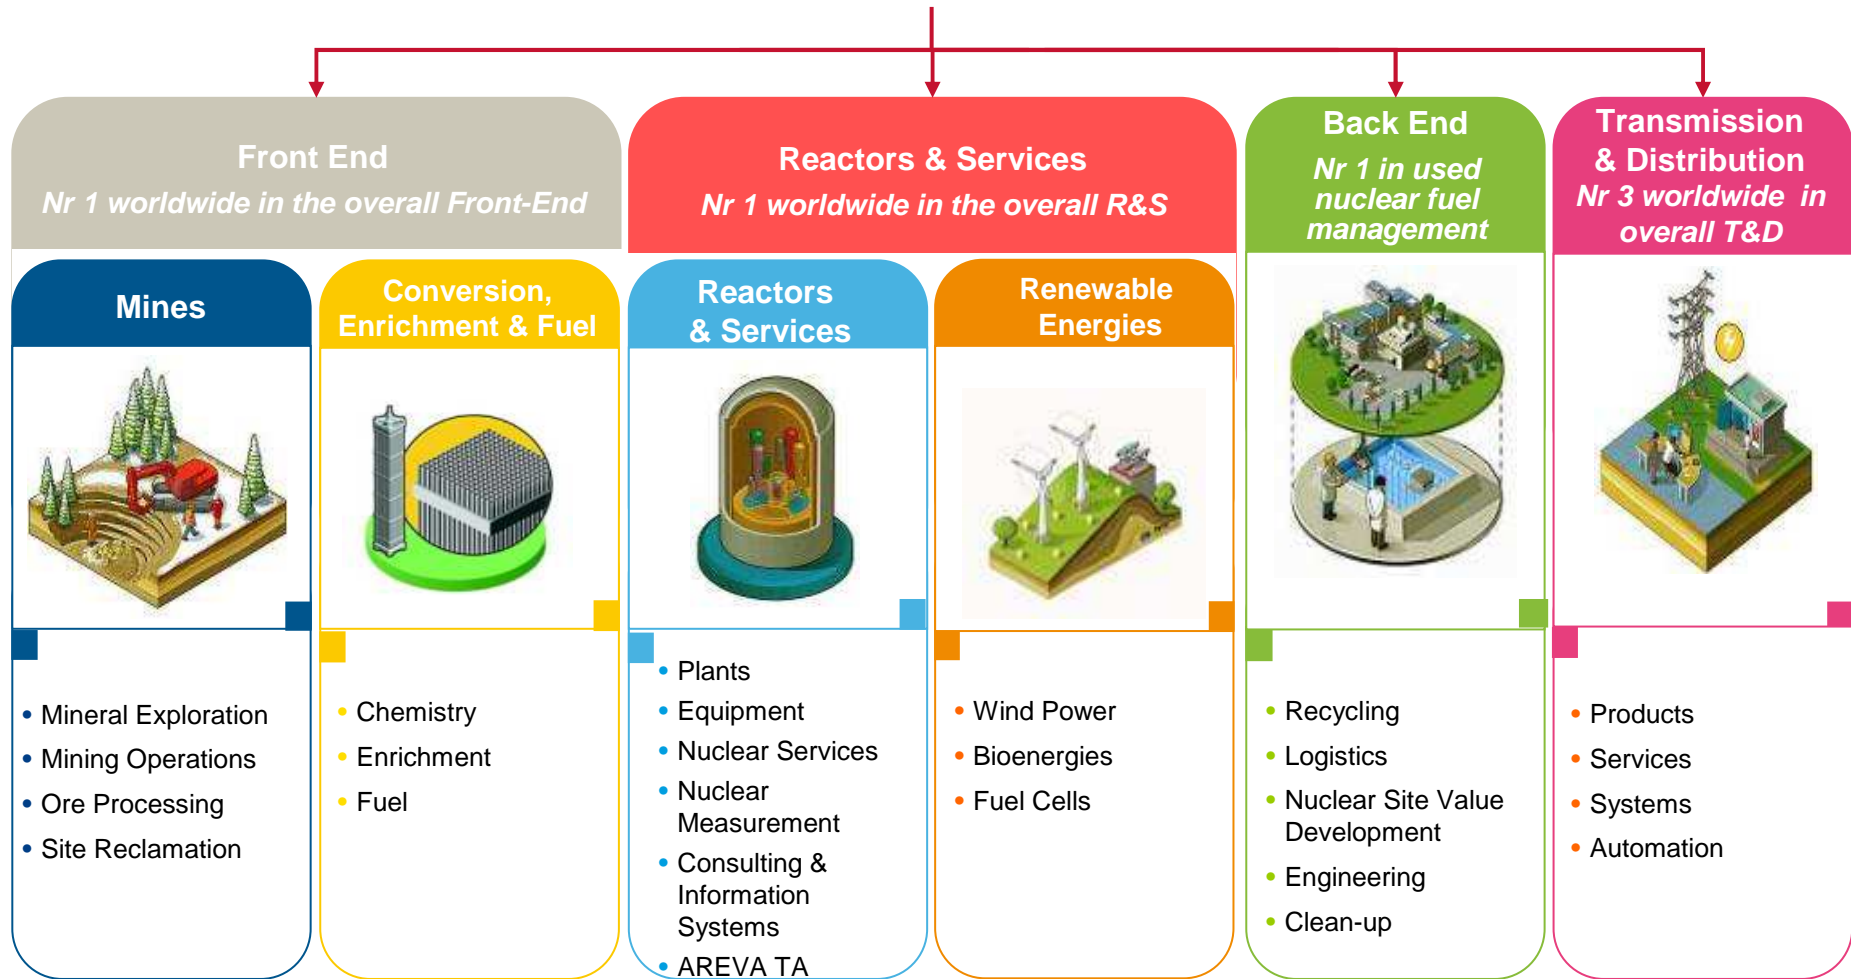 Front End
Nr 1 worldwide in the overall Front-End
Reactors & Services
Nr 1 worldwide in the overall R&S
Back End
Nr 1 in used
nuclear fuel
management
Transmission
& Distribution
Nr 3 worldwide in
overall T&D
Mines
Conversion,
Enrichment & Fuel
Reactors
& Services
Renewable
Energies
• Mineral Exploration
• Mining Operations
• Ore Processing
• Site Reclamation
• Chemistry
• Enrichment
• Fuel
• Plants
• Equipment
• Nuclear Services
• Nuclear
Measurement
• Consulting &
Information
Systems
• AREVA TA
• Wind Power
• Bioenergies
• Fuel Cells
• Recycling
• Logistics
• Nuclear Site Value
Development
• Engineering
• Clean-up
• Products
• Services
• Systems
• Automation